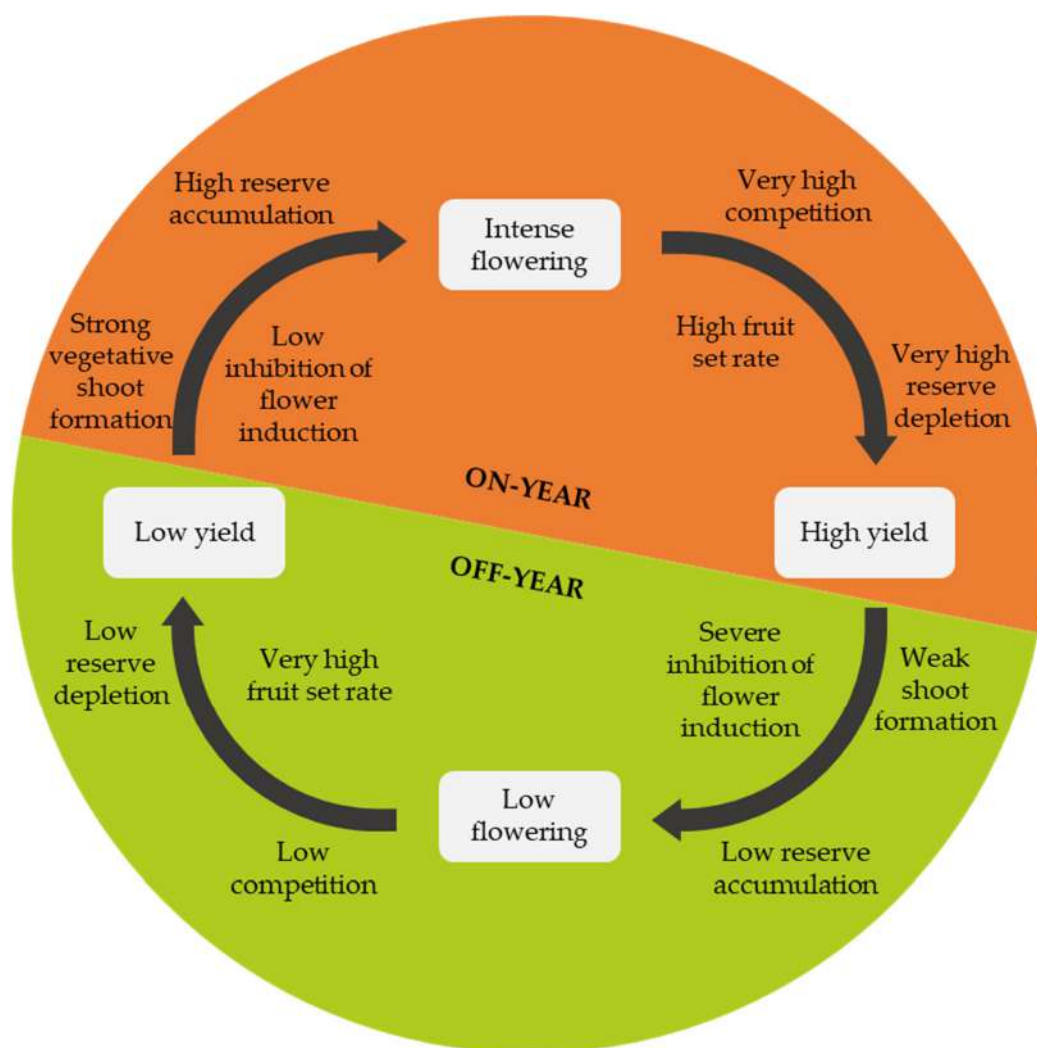 High reserve
accumulation
Intense
flowering
Very high
competition
Strong
vegetative
shoot
formation
Low
inhibition of
flower
induction
High fruit
set rate
Very high
reserve
depletion
ON-YEAR
Low yield
High yield
OFF-YEAR
Low
reserve
depletion
Very high
fruit set rate
Severe
inhibition of
flower
induction
Weak
shoot
formation
Low
flowering
Low
competition
Low reserve
accumulation